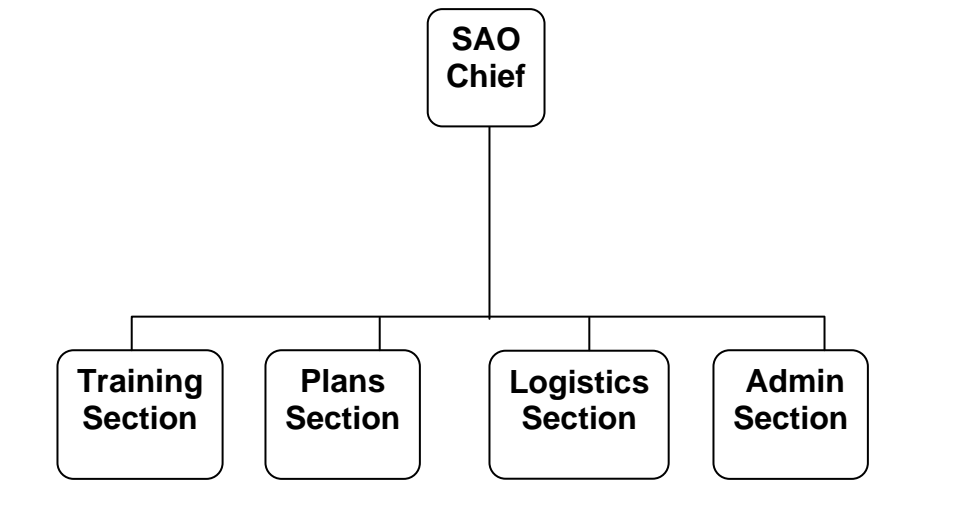 SAO
Chief
Training
Section
Plans
Section
Logistics
Section
Admin
Section